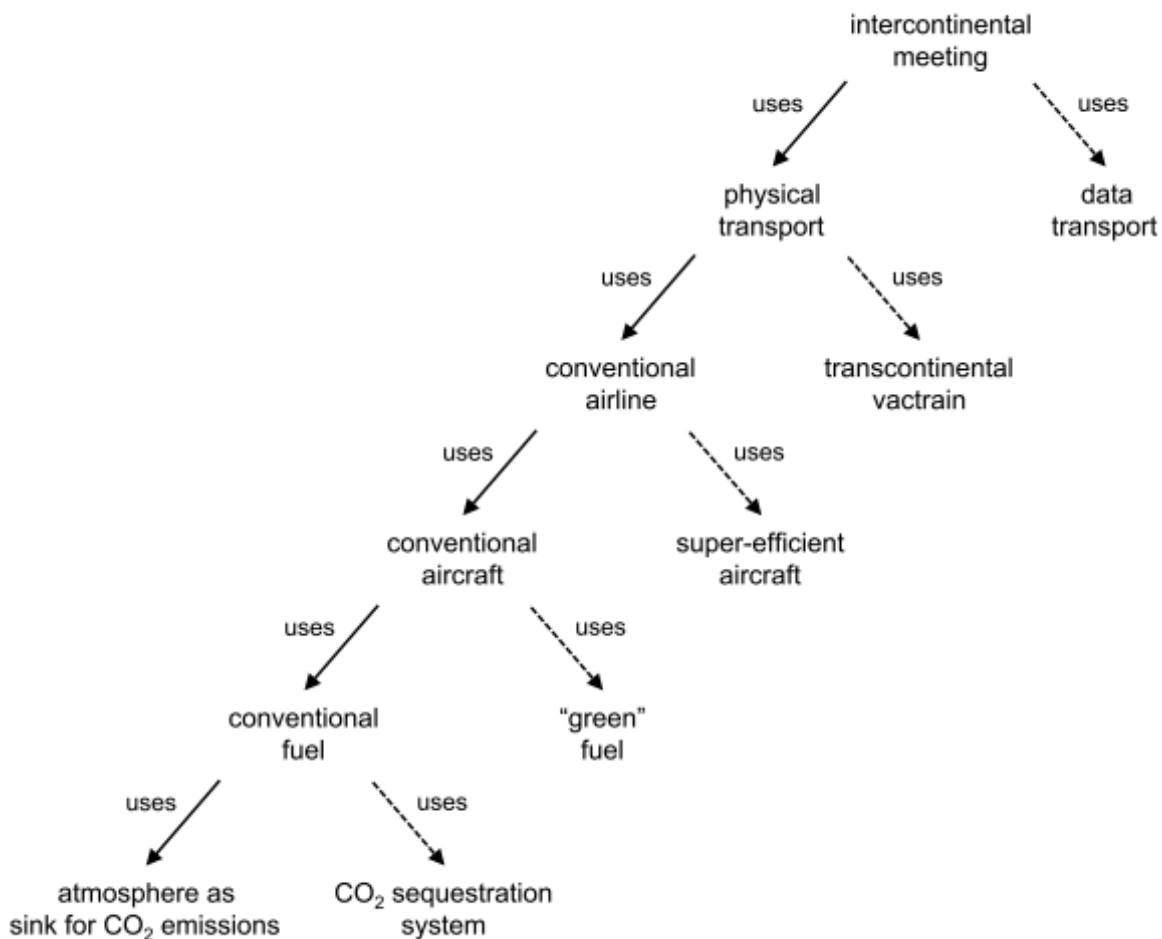 intercontinental
meeting
uses
uses
physical
transport
data
transport
uses
uses
conventional
airline
transcontinental
vactrain
uses
uses
conventional
aircraft
super-efficient
aircraft
uses
uses
conventional
fuel
“green”
fuel
uses
uses
atmosphere as
sink for CO₂ emissions
CO₂ sequestration
system